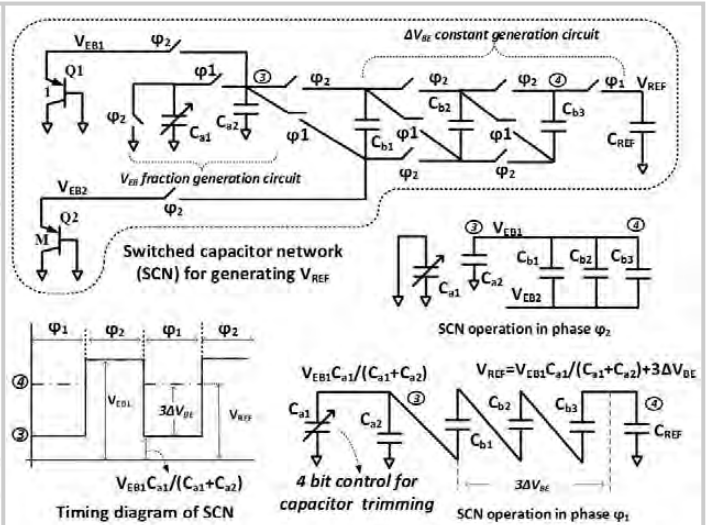 ΔV_BE constant generation circuit
V_EB1
φ2
Q1
1
φ2
φ1
③
φ2
φ2
φ2
④
φ1
V_REF
C_a1
C_a2
φ1
C_b1
C_b2
φ1
φ1
C_b3
C_REF
φ2
φ2
V_EB fraction generation circuit
V_EB2
φ2
Q2
M
Switched capacitor network
(SCN) for generating V_REF
③
V_EB1
④
C_a1
C_a2
C_b1
C_b2
C_b3
V_EB2
SCN operation in phase φ2
φ1
φ2
φ1
φ2
④
③
V_EB1
3ΔV_BE
V_REF
V_EB1C_a1/(C_a1+C_a2)
Timing diagram of SCN
V_EB1C_a1/(C_a1+C_a2)
V_REF=V_EB1C_a1/(C_a1+C_a2)+3ΔV_BE
③
C_a1
C_a2
C_b1
C_b2
C_b3
④
C_REF
4 bit control for
capacitor trimming
3ΔV_BE
SCN operation in phase φ1